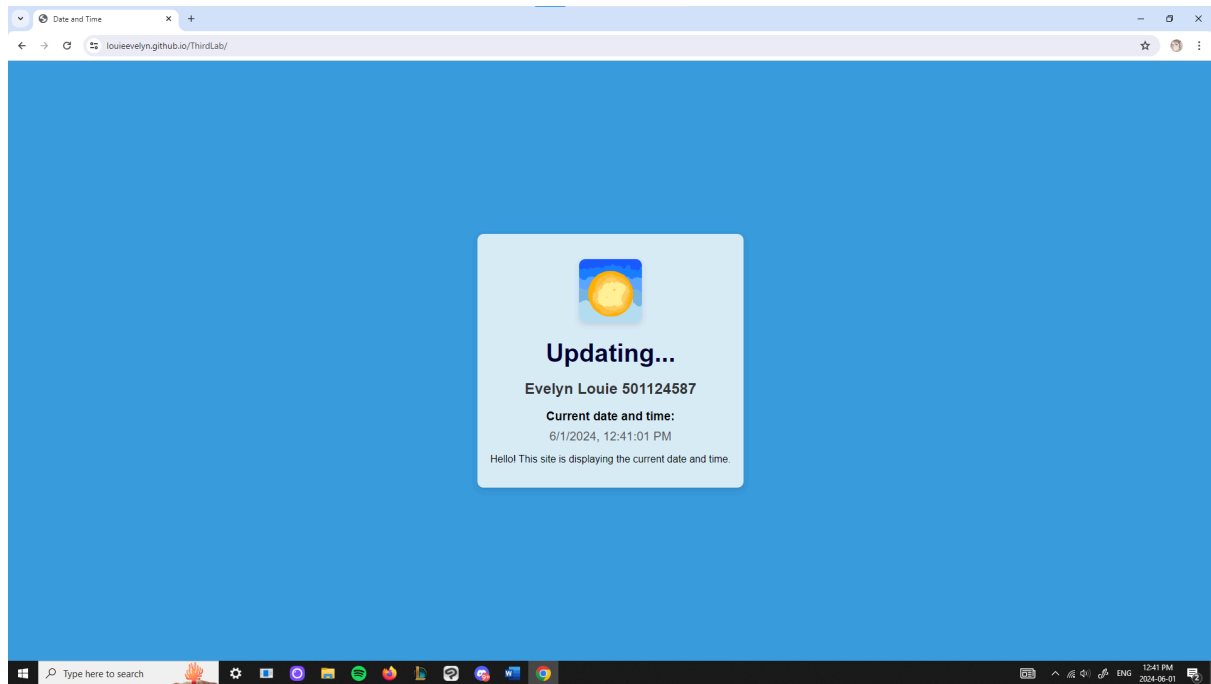 Date and Time
louieevelyn.github.io/ThirdLab/
Updating...
Evelyn Louie 501124587
Current date and time:
6/1/2024, 12:41:01 PM
Hello! This site is displaying the current date and time.
Type here to search
ENG
12:41 PM
2024-06-01
2